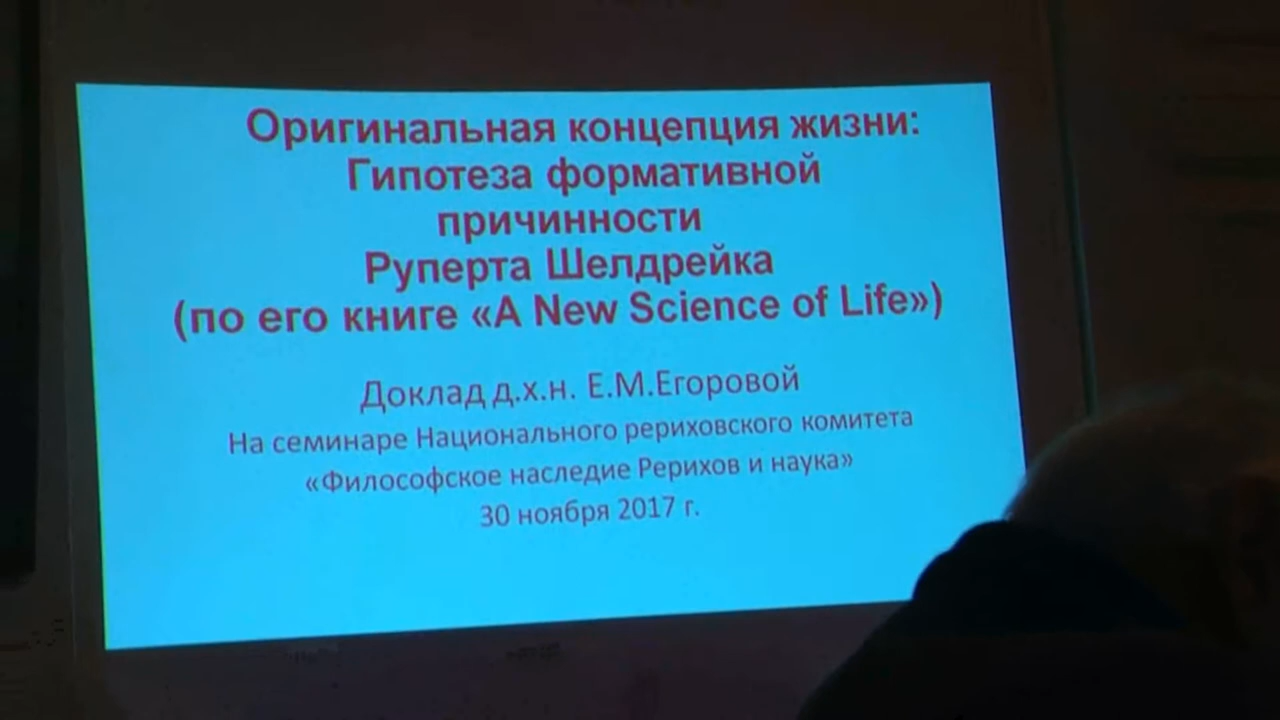 Оригинальная концепция жизни:
Гипотеза формативной
причинности
Руперта Шелдрейка
(по его книге «A New Science of Life»)
Доклад д.х.н. Е.М.Егоровой
На семинаре Национального рериховского комитета
«Философское наследие Рерихов и наука»
30 ноября 2017 г.